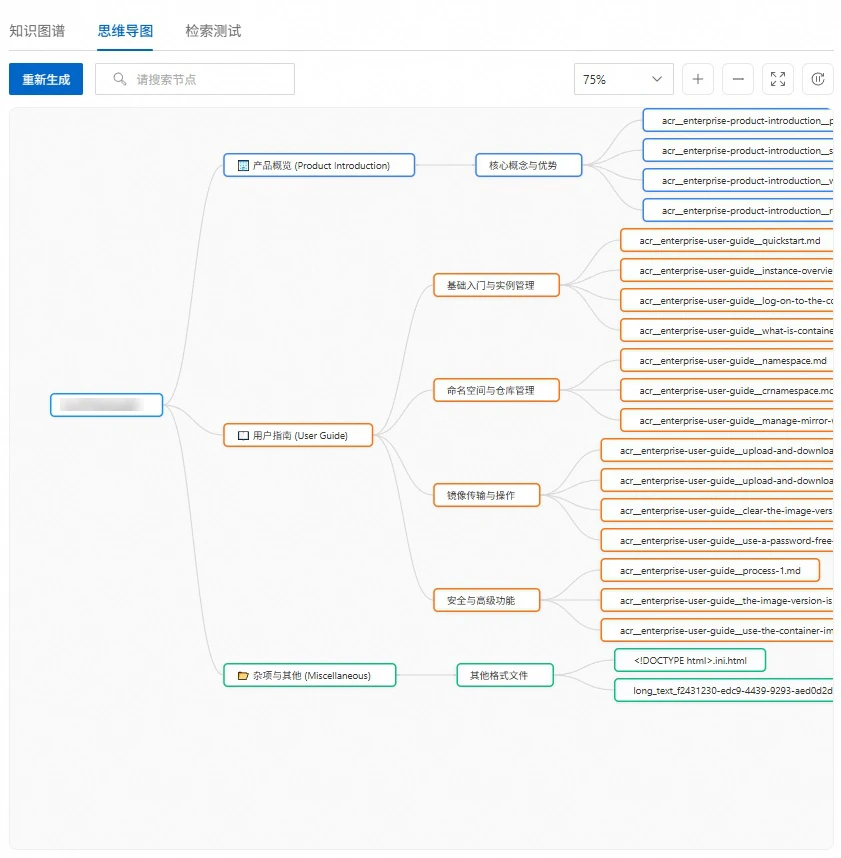 知识图谱 思维导图 检索测试
重新生成 请搜索节点 75%
产品概览 (Product Introduction)
核心概念与优势
acr__enterprise-product-introduction__p
acr__enterprise-product-introduction__s
acr__enterprise-product-introduction__w
acr__enterprise-product-introduction__r
用户指南 (User Guide)
基础入门与实例管理
acr__enterprise-user-guide__quickstart.md
acr__enterprise-user-guide__instance-overvie
acr__enterprise-user-guide__log-on-to-the-co
acr__enterprise-user-guide__what-is-containe
命名空间与仓库管理
acr__enterprise-user-guide__namespace.md
acr__enterprise-user-guide__crnamespace.md
acr__enterprise-user-guide__manage-mirror-w
镜像传输与操作
acr__enterprise-user-guide__upload-and-downloa
acr__enterprise-user-guide__upload-and-downloa
acr__enterprise-user-guide__clear-the-image-vers
acr__enterprise-user-guide__use-a-password-free-
安全与高级功能
acr__enterprise-user-guide__process-1.md
acr__enterprise-user-guide__the-image-version-is
acr__enterprise-user-guide__use-the-container-im
杂项与其他 (Miscellaneous)
其他格式文件
<!DOCTYPE html>.ini.html
long_text_f2431230-edc9-4439-9293-aed0d2d